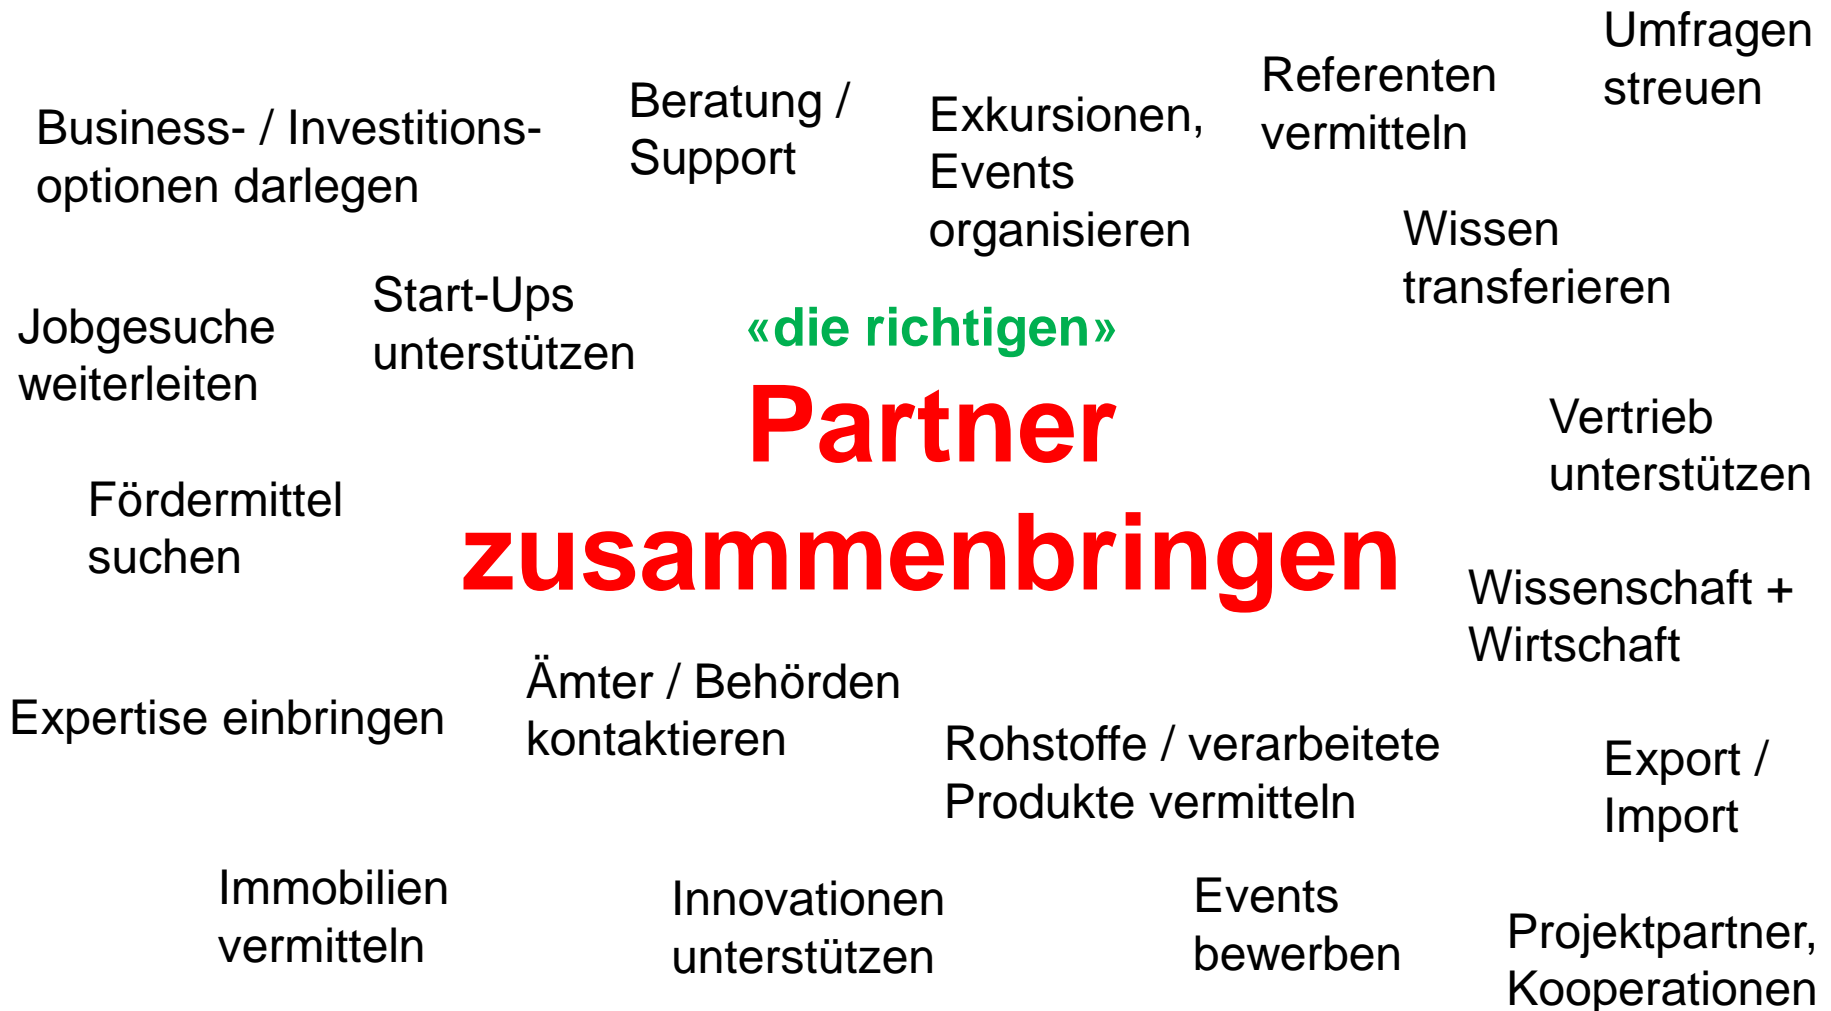 Umfragen
streuen
Referenten
vermitteln
Beratung /
Support
Exkursionen,
Events
organisieren
Business- / Investitions-
optionen darlegen
Wissen
transferieren
Start-Ups
unterstützen
Jobgesuche
weiterleiten
«die richtigen»
Partner
zusammenbringen
Vertrieb
unterstützen
Fördermittel
suchen
Wissenschaft +
Wirtschaft
Expertise einbringen
Ämter / Behörden
kontaktieren
Rohstoffe / verarbeitete
Produkte vermitteln
Export /
Import
Immobilien
vermitteln
Innovationen
unterstützen
Events
bewerben
Projektpartner,
Kooperationen